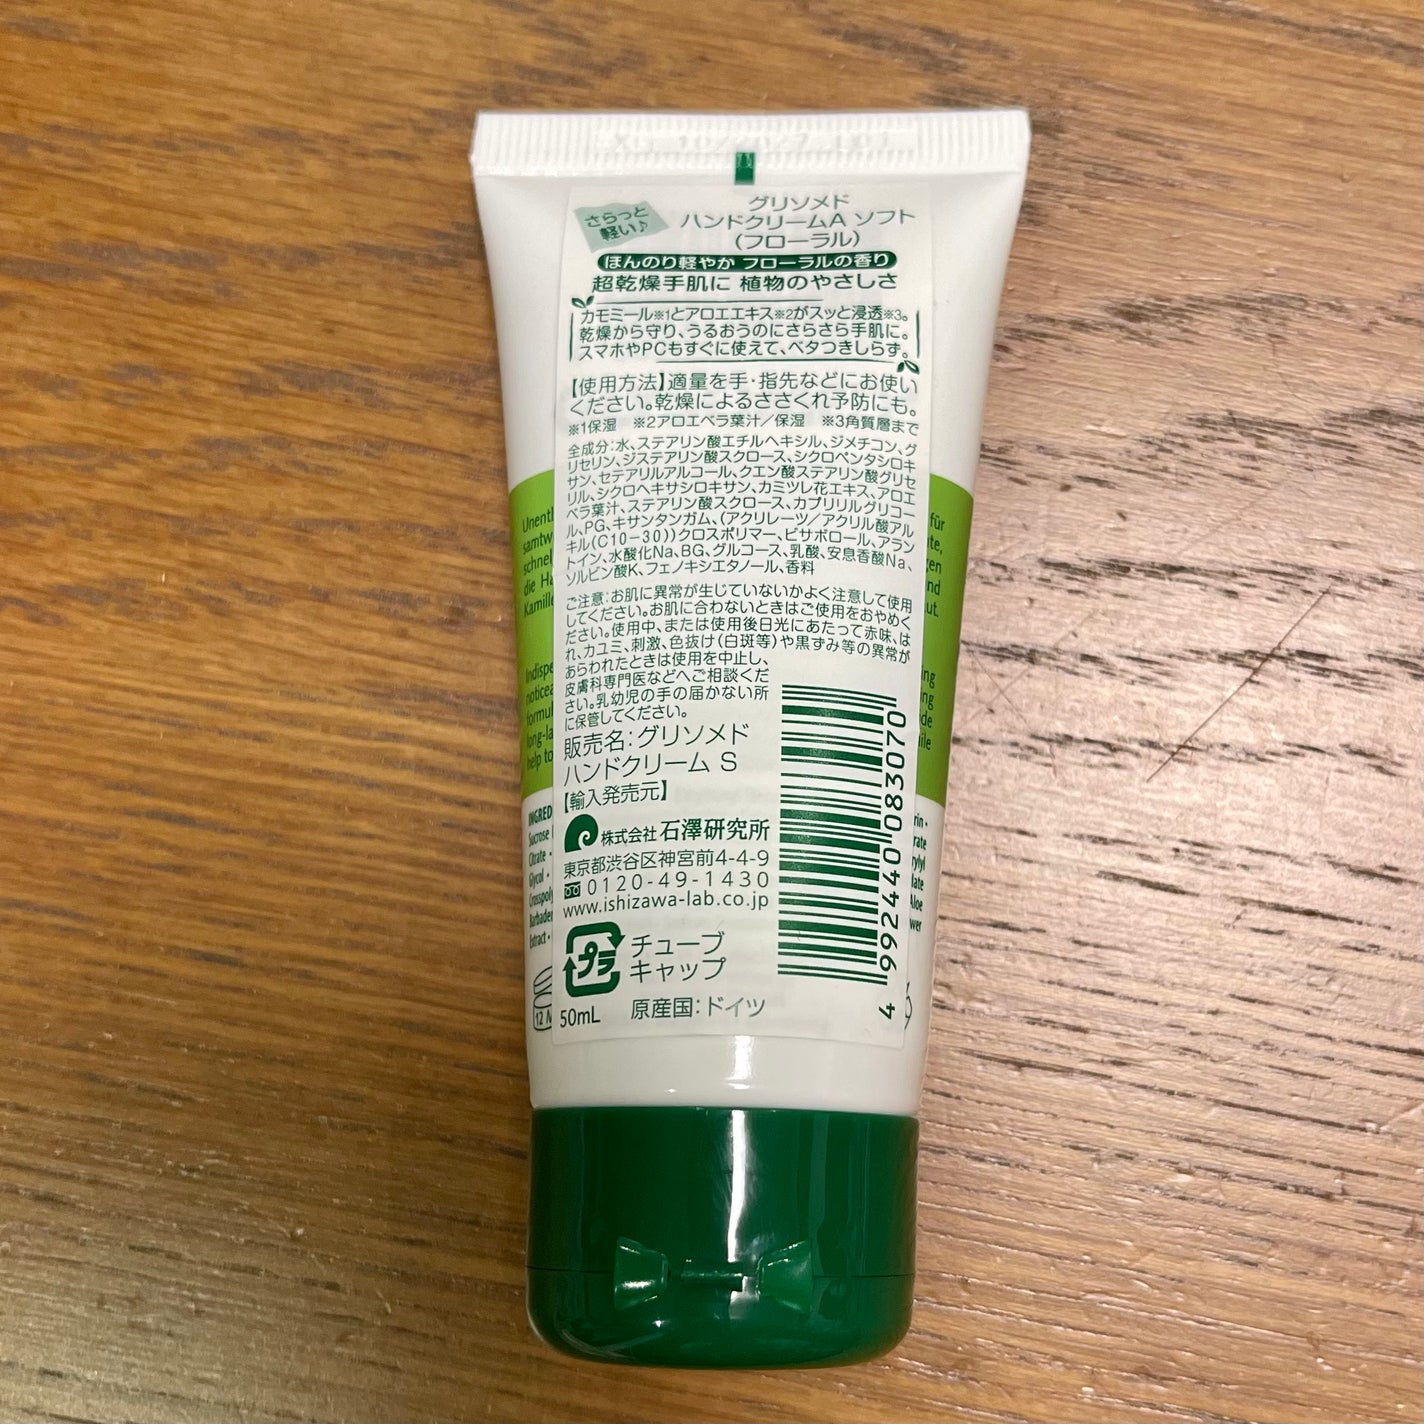 さらっと
軽い♪
グリソメド
ハンドクリームA ソフト
(フローラル)
ほんのり軽やか フローラルの香り
超乾燥手肌に 植物のやさしさ
カモミール※1とアロエエキス※2がスッと浸透※3。
乾燥から守り、うるおうのにさらさら手肌に。
スマホやPCもすぐに使えて、ベタつきしらず。
【使用方法】適量を手・指先などにお使い
ください。乾燥によるささくれ予防にも。
※1保湿 ※2アロエベラ葉汁/保湿 ※3角質層まで
全成分:水、ステアリン酸エチルヘキシル、ジメチコン、グ
リセリン、ジステアリン酸スクロース、シクロペンタシロキ
サン、セテアリルアルコール、クエン酸ステアリン酸グリセ
リル、シクロヘキサシロキサン、カミツレ花エキス、アロエ
ベラ葉汁、ステアリン酸スクロース、カプリリルグリコー
ル、PG、キサンタンガム、(アクリレーツ/アクリル酸アル
キル(C10-30))クロスポリマー、ビサボロール、アラン
トイン、水酸化Na、BG、グルコース、乳酸、安息香酸Na、
ソルビン酸K、フェノキシエタノール、香料
ご注意:お肌に異常が生じていないかよく注意して使用
してください。お肌に合わないときはご使用をおやめく
ださい。使用中、または使用後日光にあたって赤味、は
れ、カユミ、刺激、色抜け(白斑等)や黒ずみ等の異常が
あらわれたときは使用を中止し、
皮膚科専門医などへご相談くだ
さい。乳幼児の手の届かない所
に保管してください。
販売名:グリソメド
ハンドクリーム S
【輸入発売元】
株式会社 石澤研究所
東京都渋谷区神宮前4-4-9
0120-49-1430
www.ishizawa-lab.co.jp
プラ
チューブ
キャップ
50mL 原産国:ドイツ
4 992440 083070
für
die
Kamille
Sucrose
Citrate
Glycol
Extract
Aloe
12 M